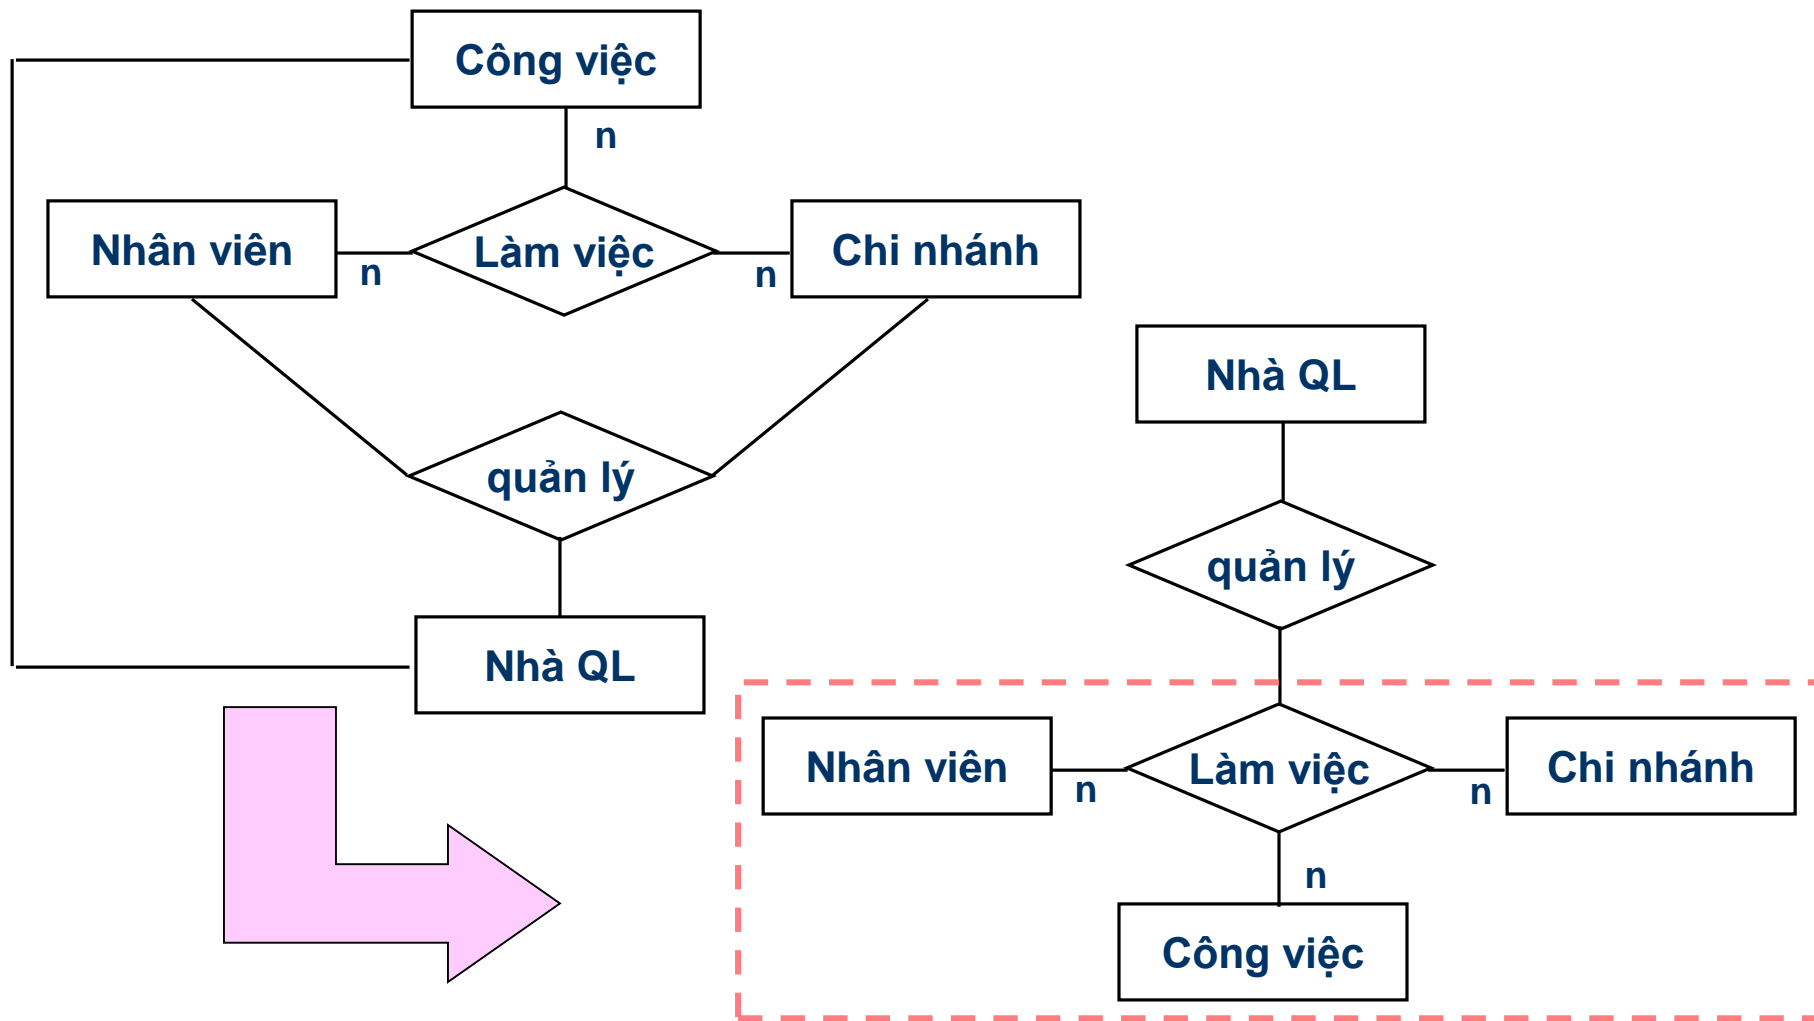 Công việc
n
Nhân viên
n
Làm việc
n
Chi nhánh
quản lý
Nhà QL
Nhà QL
quản lý
Nhân viên
n
Làm việc
n
Chi nhánh
n
Công việc